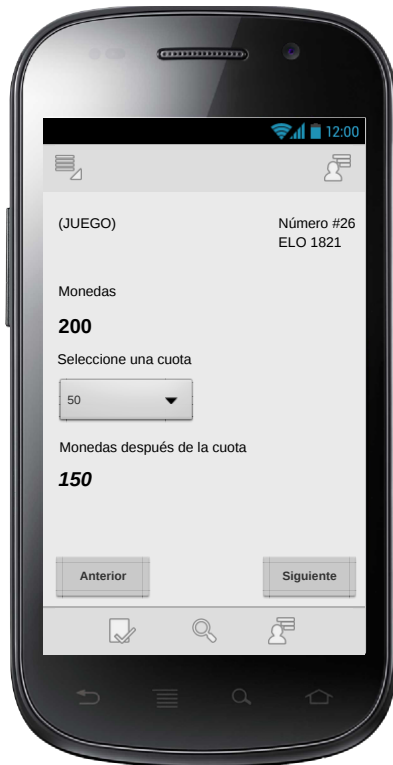 12:00
(JUEGO)
Número #26
ELO 1821
Monedas
200
Seleccione una cuota
50
Monedas después de la cuota
150
Anterior
Siguiente